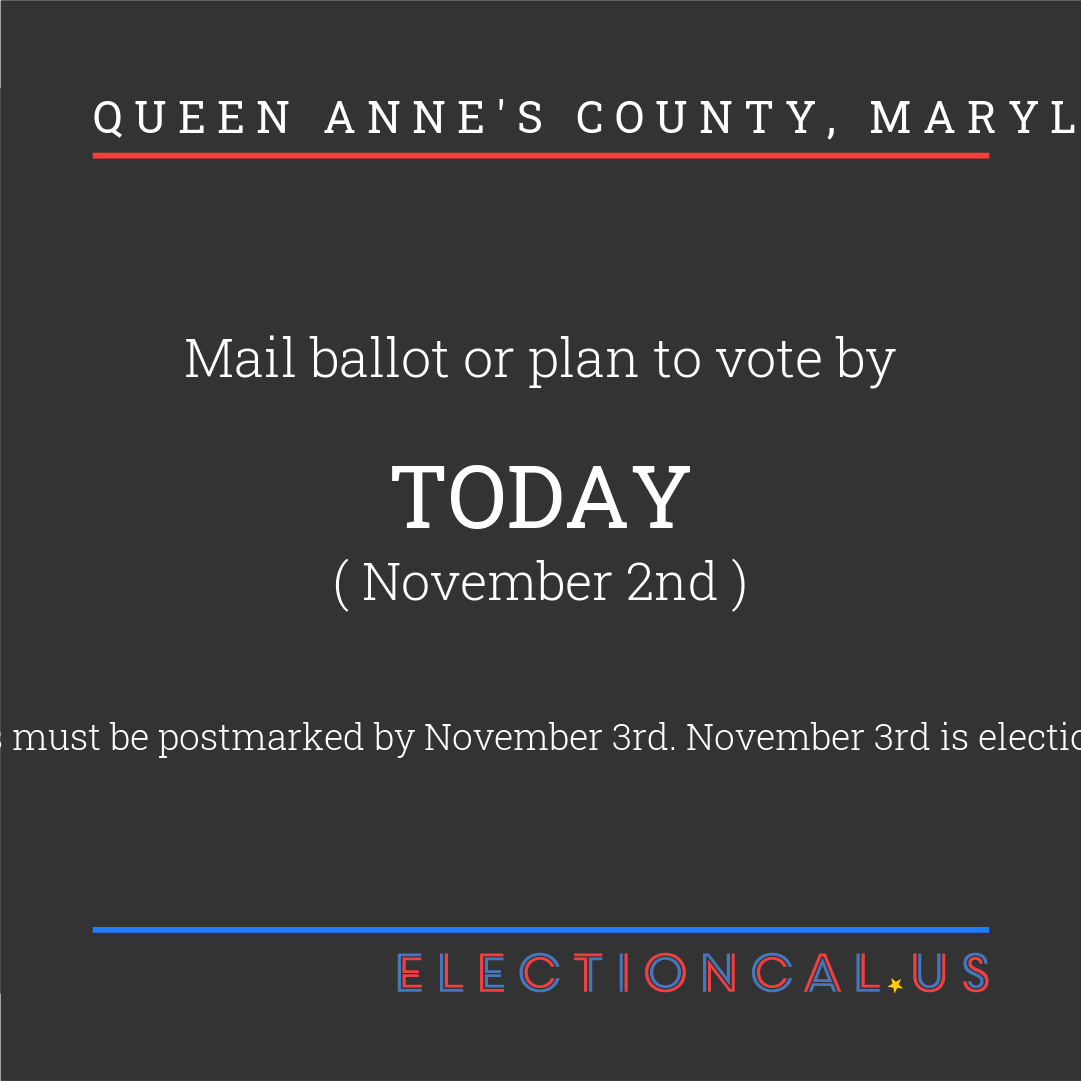 QUEEN ANNE'S COUNTY, MARYL
Mail ballot or plan to vote by
TODAY
( November 2nd )
s must be postmarked by November 3rd. November 3rd is electio
ELECTIONCAL.US